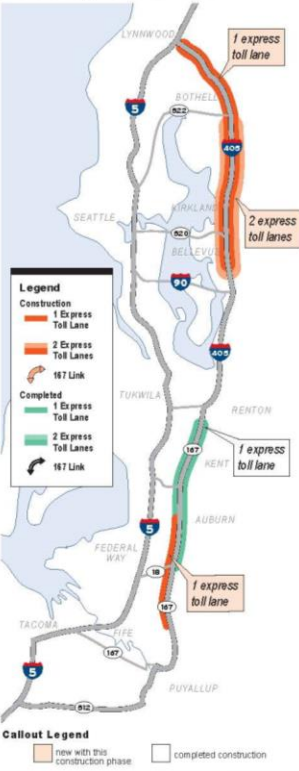 1 express
toll lane
LYNNWOOD
BOTHELL
5
522
405
KIRKLAND
2 express
toll lanes
SEATTLE
520
BELLEVUE
90
Legend
Construction
1 Express
Toll Lane
2 Express
Toll Lanes
167 Link
Completed
1 Express
Toll Lane
2 Express
Toll Lanes
167 Link
405
TUKWILA
RENTON
167
1 express
toll lane
KENT
AUBURN
5
FEDERAL
WAY
18
1 express
toll lane
167
TACOMA
FIFE
167
5
PUYALLUP
512
Callout Legend
new with this
construction phase
completed construction